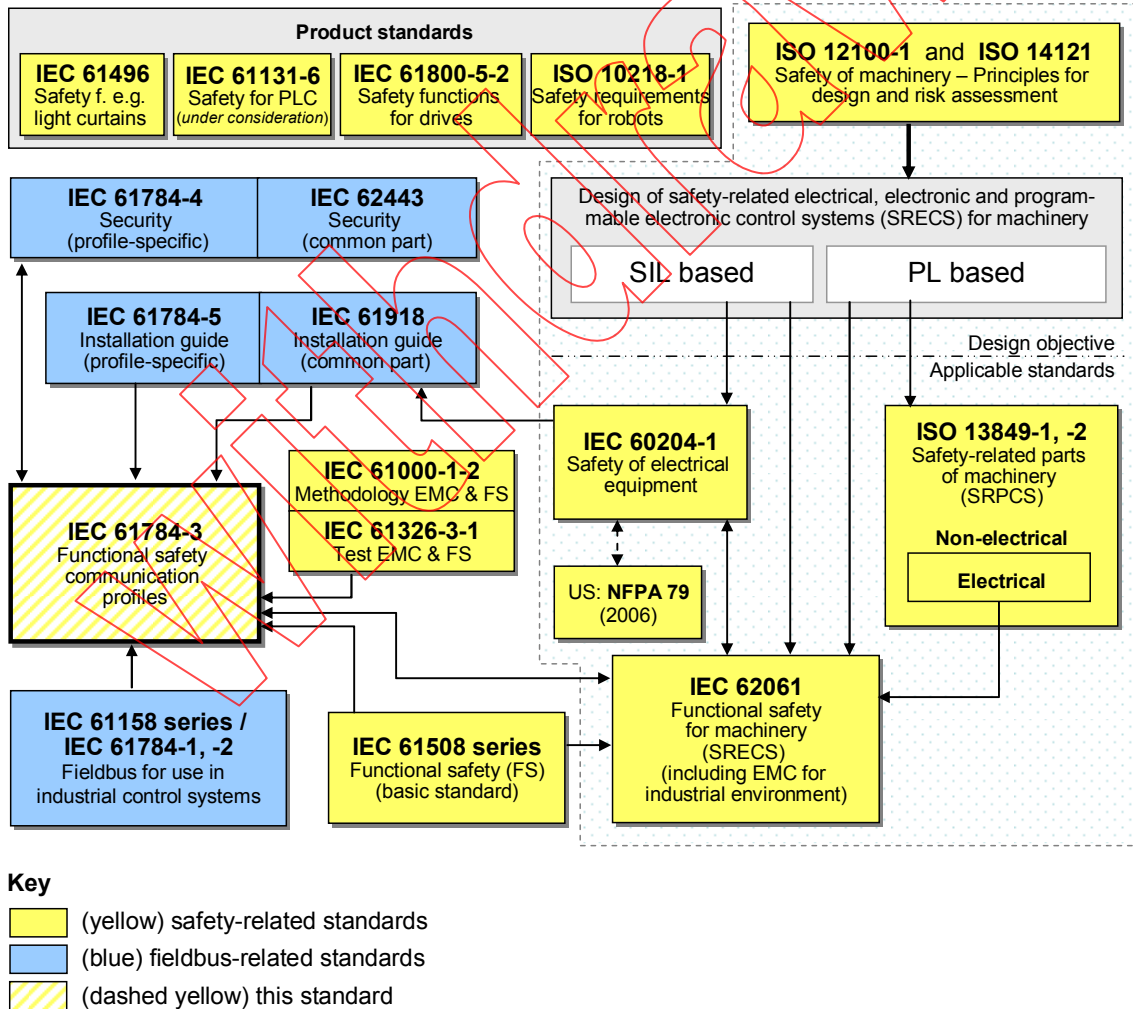 Product standards
IEC 61496
Safety f. e.g.
light curtains
IEC 61131-6
Safety for PLC
(under consideration)
IEC 61800-5-2
Safety functions
for drives
ISO 10218-1
Safety requirements
for robots
ISO 12100-1 and ISO 14121
Safety of machinery – Principles for
design and risk assessment
IEC 61784-4
Security
(profile-specific)
IEC 62443
Security
(common part)
Design of safety-related electrical, electronic and program-
mable electronic control systems (SRECS) for machinery
SIL based
PL based
IEC 61784-5
Installation guide
(profile-specific)
IEC 61918
Installation guide
(common part)
Design objective
Applicable standards
IEC 60204-1
Safety of electrical
equipment
ISO 13849-1, -2
Safety-related parts
of machinery
(SRPCS)
Non-electrical
Electrical
IEC 61000-1-2
Methodology EMC & FS
IEC 61326-3-1
Test EMC & FS
IEC 61784-3
Functional safety
communication
profiles
US: NFPA 79
(2006)
IEC 62061
Functional safety
for machinery
(SRECS)
(including EMC for
industrial environment)
IEC 61158 series /
IEC 61784-1, -2
Fieldbus for use in
industrial control systems
IEC 61508 series
Functional safety (FS)
(basic standard)
Key
(yellow) safety-related standards
(blue) fieldbus-related standards
(dashed yellow) this standard